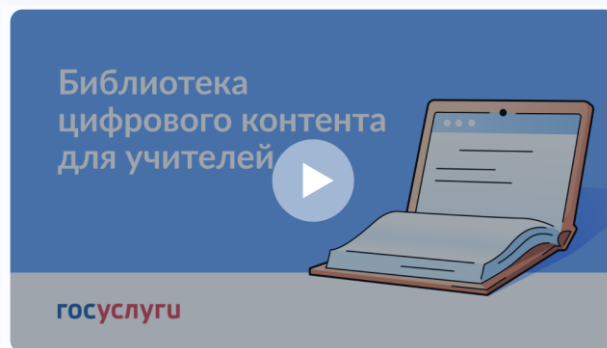 Библиотека
цифрового контента
для учителей
госуслуги